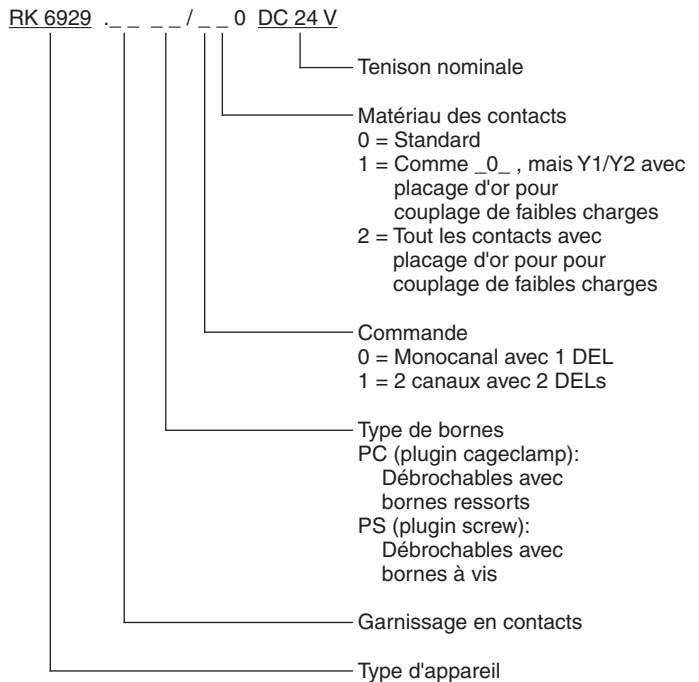 RK 6929 ._ _ _ _ / _ _ 0 DC 24 V
Tenison nominale
Matériau des contacts
0 = Standard
1 = Comme _0_ , mais Y1/Y2 avec
placage d'or pour
couplage de faibles charges
2 = Tout les contacts avec
placage d'or pour pour
couplage de faibles charges
Commande
0 = Monocanal avec 1 DEL
1 = 2 canaux avec 2 DELs
Type de bornes
PC (plugin cageclamp):
Débrochables avec
bornes ressorts
PS (plugin screw):
Débrochables avec
bornes à vis
Garnissage en contacts
Type d'appareil